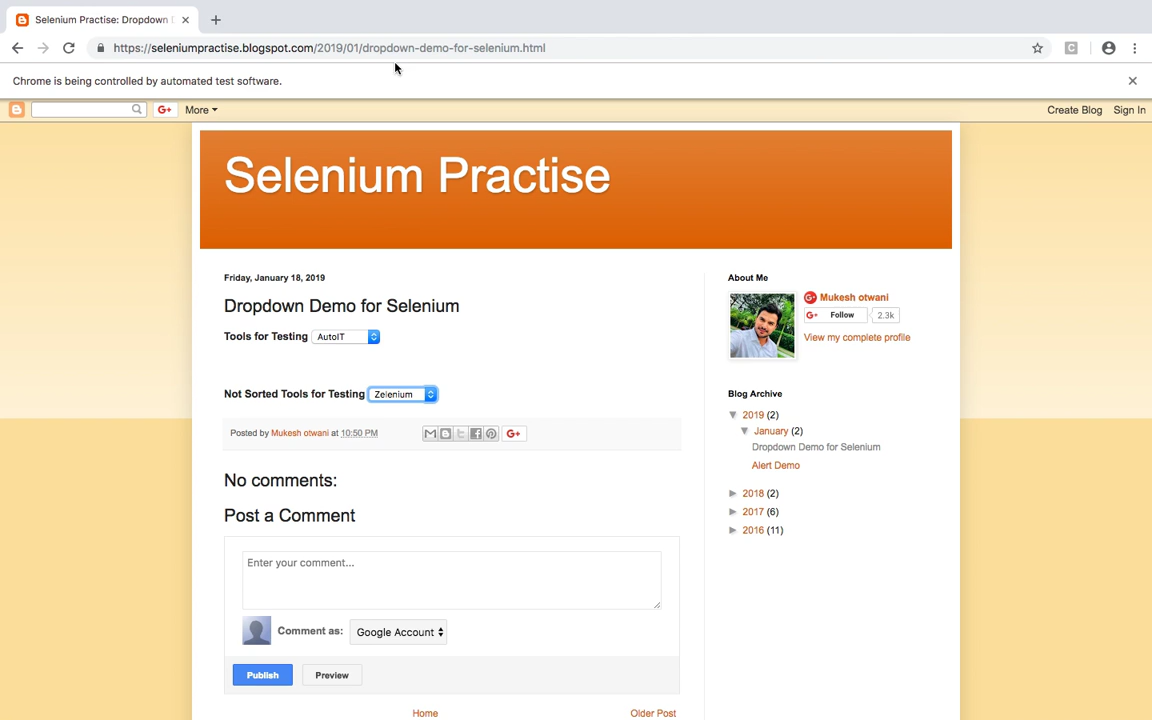 Selenium Practise: Dropdown D
https://seleniumpractise.blogspot.com/2019/01/dropdown-demo-for-selenium.html
C
Chrome is being controlled by automated test software.
G+ More Create Blog Sign In
Selenium Practise
Friday, January 18, 2019
Dropdown Demo for Selenium
Tools for Testing AutoIT
Not Sorted Tools for Testing Zelenium
Posted by Mukesh otwani at 10:50 PM G+
No comments:
Post a Comment
Enter your comment...
Comment as: Google Account
Publish Preview
Home Older Post
About Me
G+ Mukesh otwani
G+ Follow 2.3k
View my complete profile
Blog Archive
▼ 2019 (2)
▼ January (2)
Dropdown Demo for Selenium
Alert Demo
► 2018 (2)
► 2017 (6)
► 2016 (11)